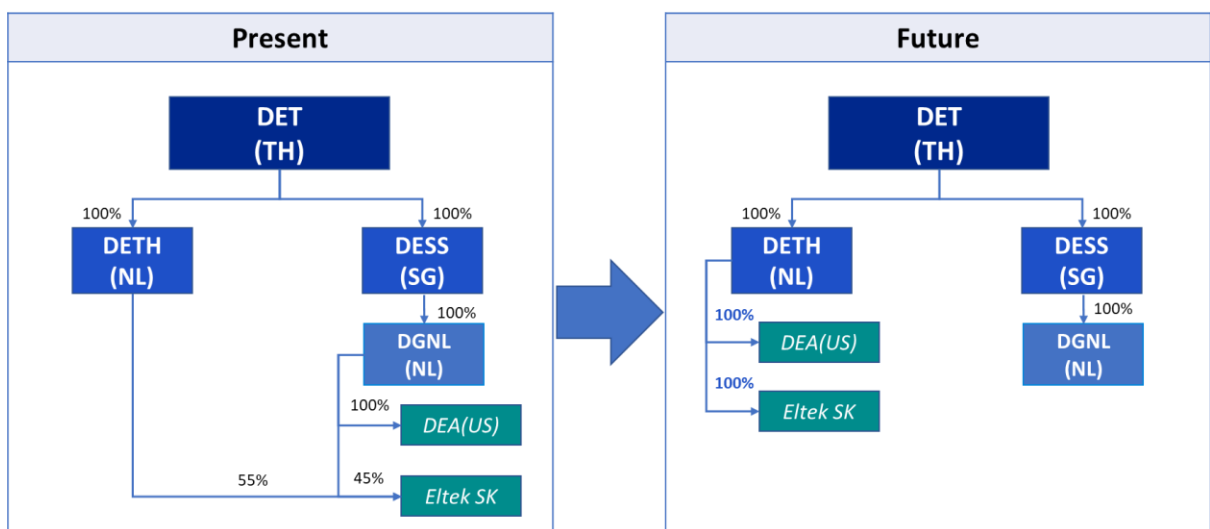 Present
DET
(TH)
100%
100%
DETH
(NL)
DESS
(SG)
100%
DGNL
(NL)
100%
DEA(US)
55%
45%
Eltek SK
Future
DET
(TH)
100%
100%
DETH
(NL)
DESS
(SG)
100%
100%
DEA(US)
DGNL
(NL)
100%
Eltek SK